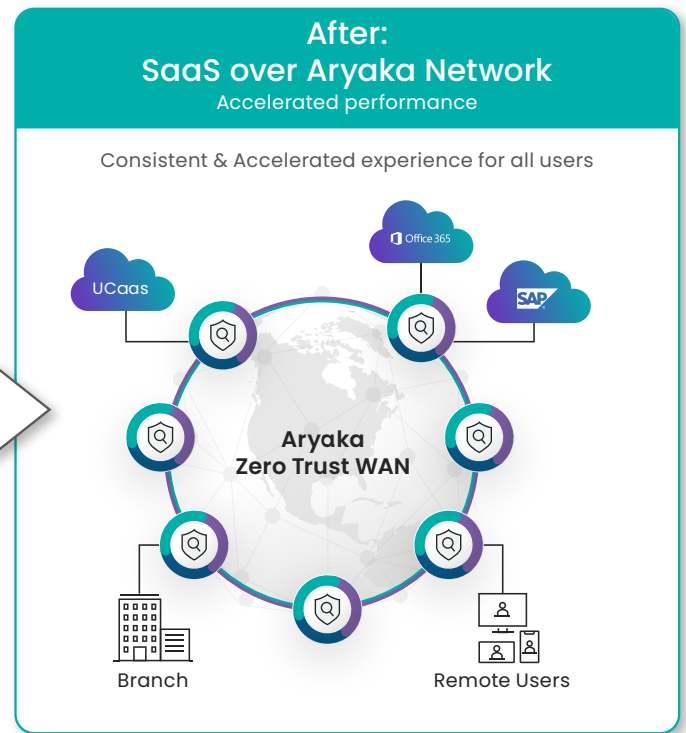 After:
SaaS over Aryaka Network
Accelerated performance
Consistent & Accelerated experience for all users
Office 365
UCaas
SAP
Aryaka
Zero Trust WAN
Branch
Remote Users